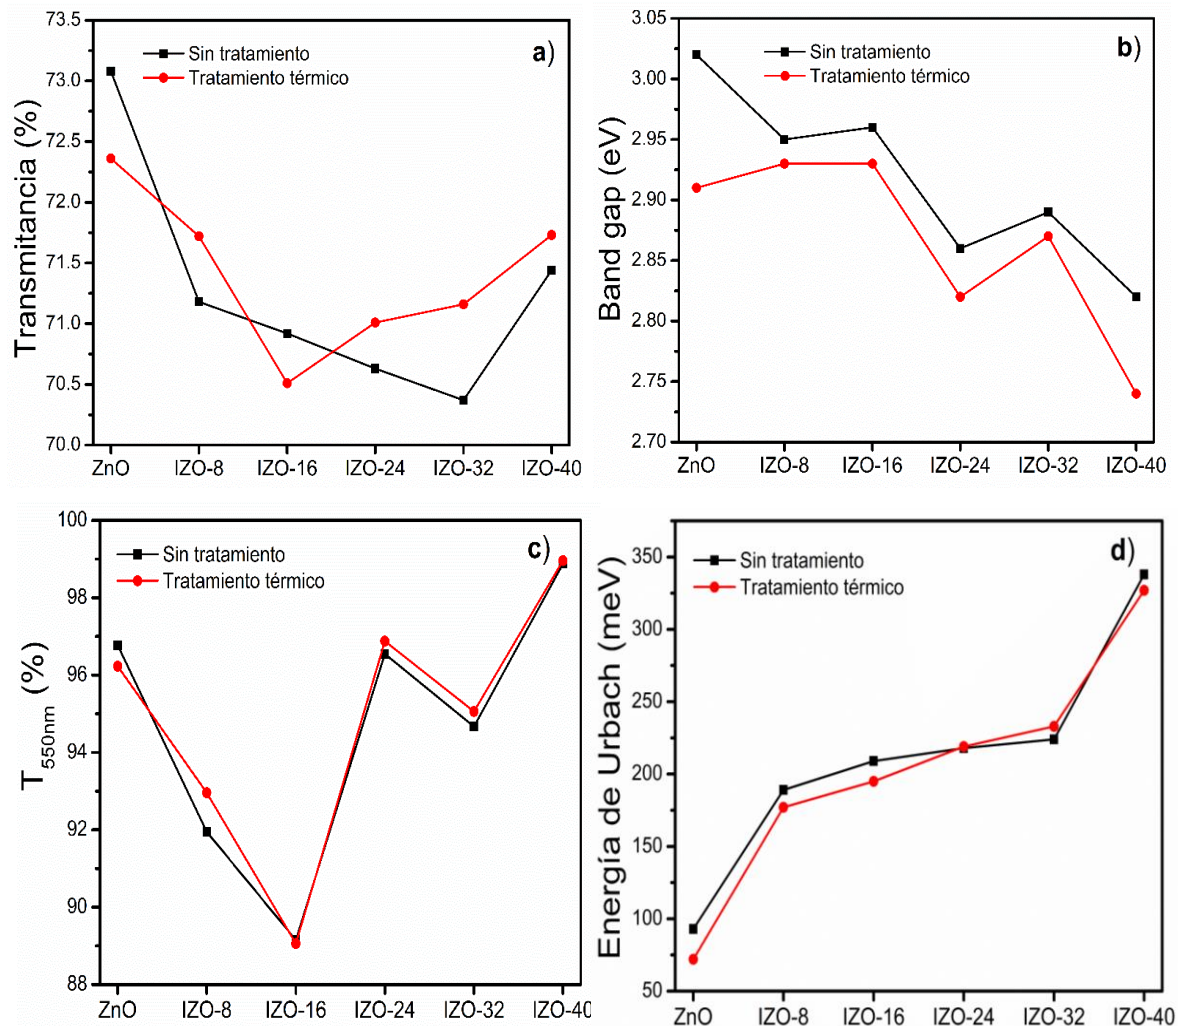 a)
Transmitancia (%)
73.5
73.0
72.5
72.0
71.5
71.0
70.5
70.0
Sin tratamiento
Tratamiento térmico
ZnO IZO-8 IZO-16 IZO-24 IZO-32 IZO-40
b)
Band gap (eV)
3.05
3.00
2.95
2.90
2.85
2.80
2.75
2.70
Sin tratamiento
Tratamiento térmico
ZnO IZO-8 IZO-16 IZO-24 IZO-32 IZO-40
c)
T550nm (%)
100
98
96
94
92
90
88
Sin tratamiento
Tratamiento térmico
ZnO IZO-8 IZO-16 IZO-24 IZO-32 IZO-40
d)
Energía de Urbach (meV)
350
300
250
200
150
100
50
Sin tratamiento
Tratamiento térmico
ZnO IZO-8 IZO-16 IZO-24 IZO-32 IZO-40